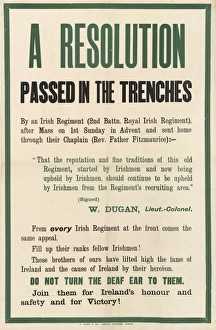 A RESOLUTION
PASSED IN THE TRENCHES
By an Irish Regiment (2nd Battn. Royal Irish Regiment),
after Mass on 1st Sunday in Advent and sent home
through their Chaplain (Rev. Father Fitzmaurice):—
"That the reputation and fine traditions of this old
Regiment, started by Irishmen and now being
upheld by Irishmen, should continue to be upheld
by Irishmen from the Regiment's recruiting area."
(Signed)
W. DUGAN, Lieut.-Colonel.
From every Irish Regiment at the front comes the
same appeal.
Fill up their ranks fellow Irishmen!
These brothers of ours have lifted high the fame of
Ireland and the cause of Ireland by their heroism.
DO NOT TURN THE DEAF EAR TO THEM.
Join them for Ireland's honour and
safety and for Victory!